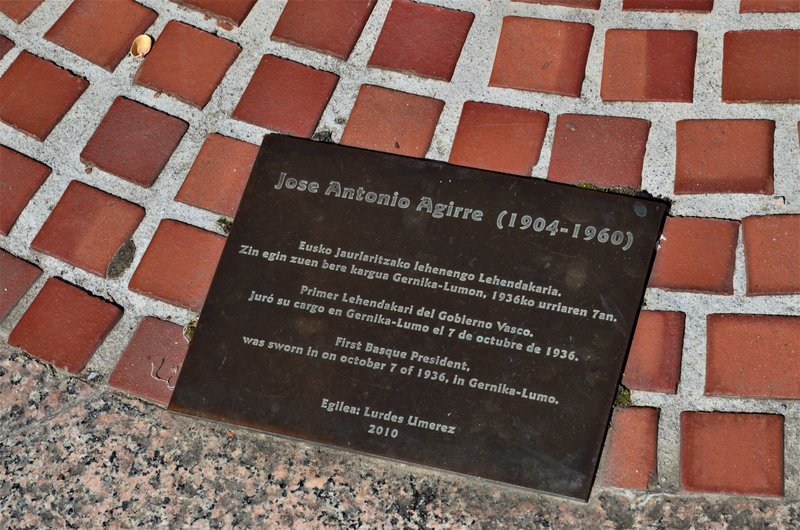 Jose Antonio Agirre (1904-1960)
Eusko Jaurlaritzako lehenengo Lehendakaria.
Zin egin zuen bere kargua Gernika-Lumon, 1936ko urriaren 7an.
Primer Lehendakari del Gobierno Vasco.
Juró su cargo en Gernika-Lumo el 7 de octubre de 1936.
First Basque President,
was sworn in on october 7 of 1936, in Gernika-Lumo.
Egilea: Lurdes Umerez
2010